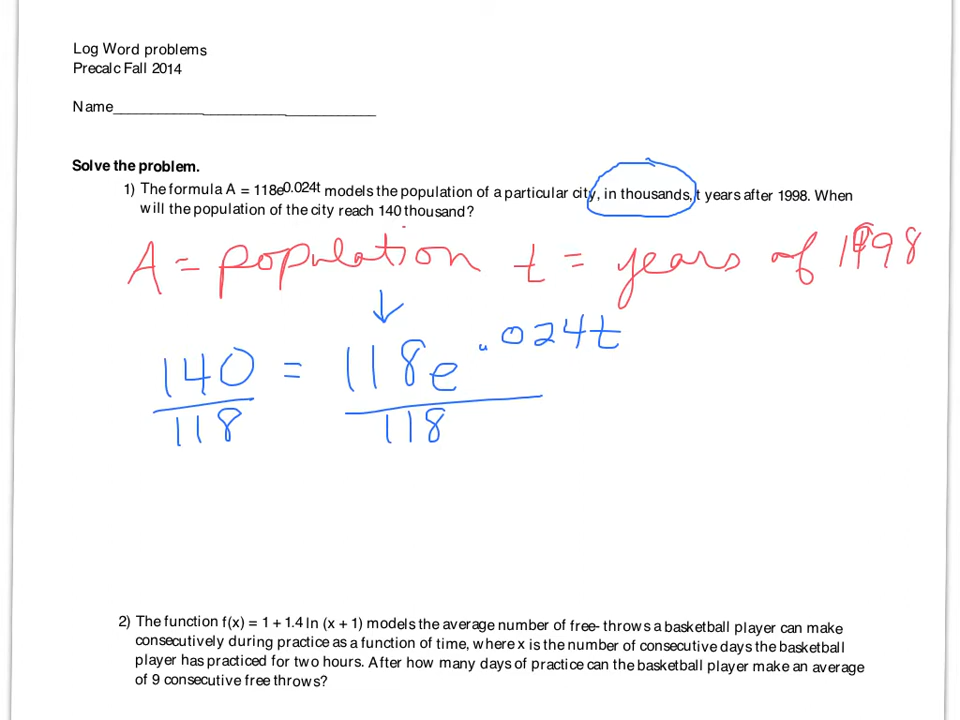 Log Word problems
Precalc Fall 2014
Name
Solve the problem.
1) The formula A = 118e0.024t models the population of a particular city, in thousands, t years after 1998. When
will the population of the city reach 140 thousand?
A = population t = years of 1998
140 = 118e .024t
118 118
2) The function f(x) = 1 + 1.4 ln (x + 1) models the average number of free- throws a basketball player can make
consecutively during practice as a function of time, where x is the number of consecutive days the basketball
player has practiced for two hours. After how many days of practice can the basketball player make an average
of 9 consecutive free throws?